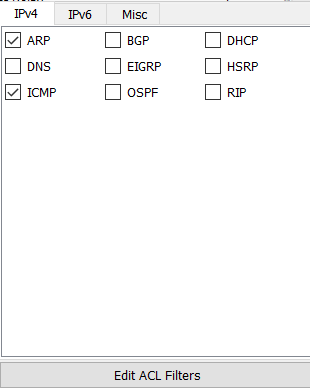 IPv4 IPv6 Misc
ARP BGP DHCP
DNS EIGRP HSRP
ICMP OSPF RIP
Edit ACL Filters